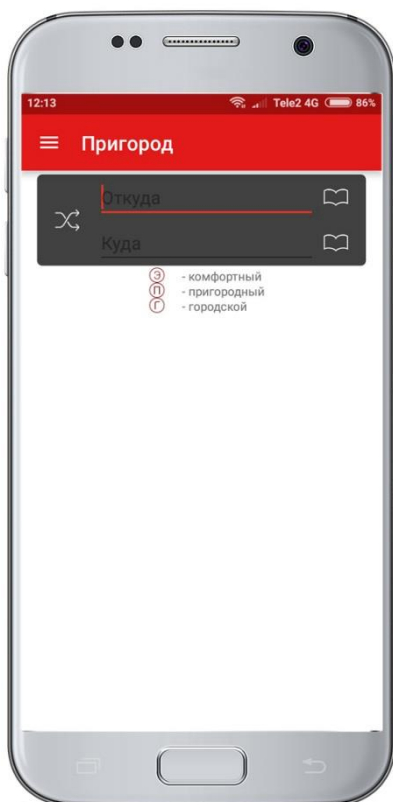 12:13 Tele2 4G 86%
Пригород
Откуда
Куда
З - комфортный
П - пригородный
Г - городской